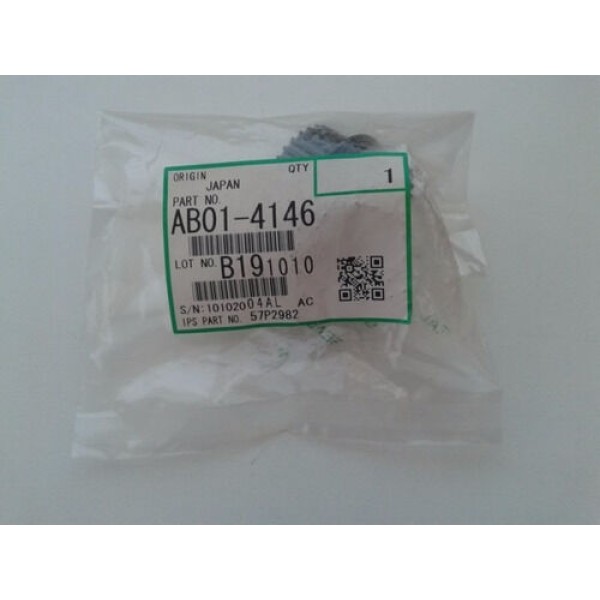 ORIGIN
JAPAN
QTY
1
PART NO.
AB01-4146
LOT NO. B191010
S/N:10102004AL AC
IPS PART NO. 57P2982